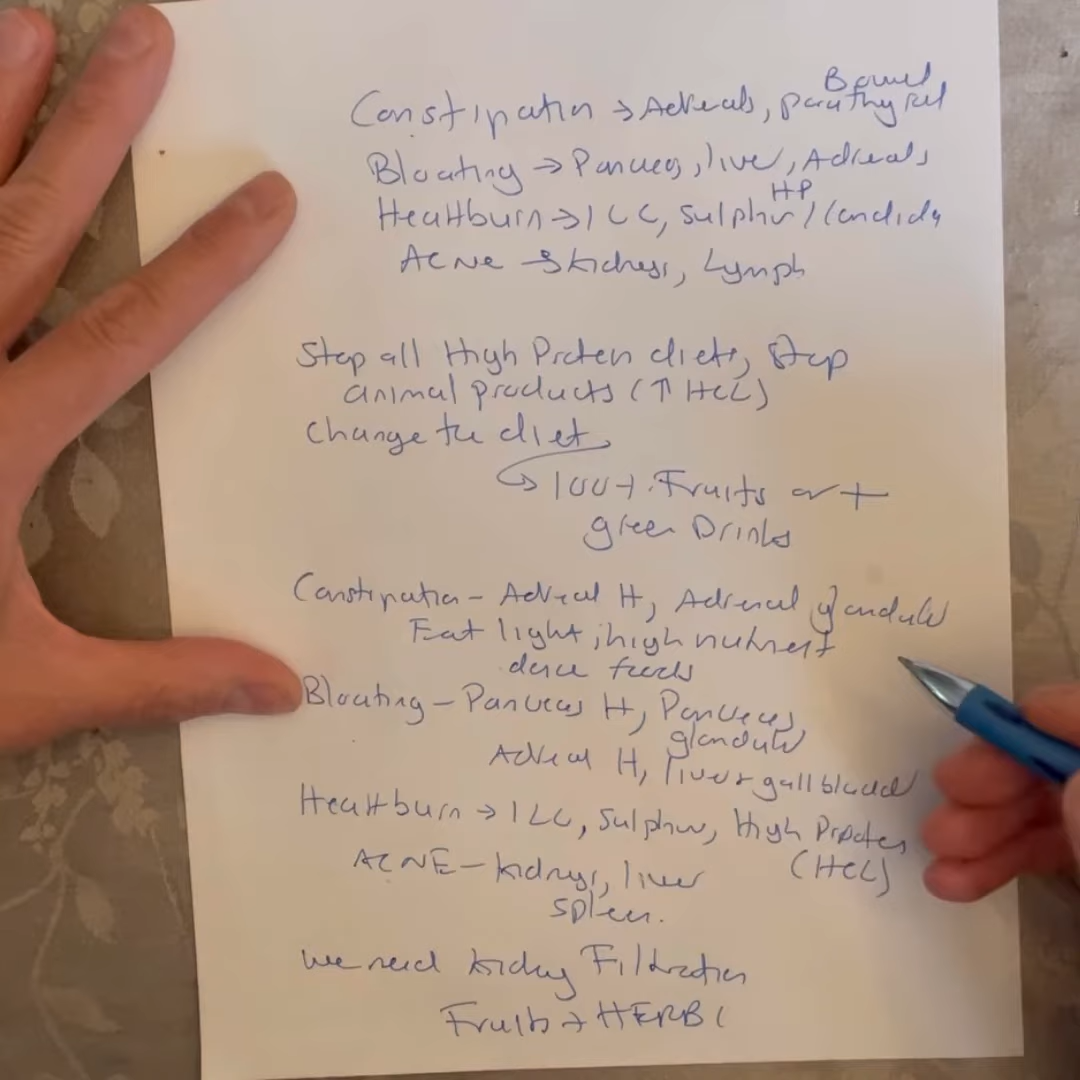 Bowel
Constipation → Adrenals, parathyroid
Bloating → Pancreas, liver, Adrenals
HP
Heartburn → ICC, Sulphur / Candida
Acne → kidneys, Lymph
Stop all High Protein diets, Stop
animal products (↑ HCL)
Change the diet
↳ 100% Fruits or +
green Drinks
Constipation - Adrenal H, Adrenal glandular
Eat light, high nutrient
dense foods
Bloating - Pancreas H, Pancreas
glandular
Adrenal H, liver + gallbladder
Heartburn → ICC, Sulphur, High Protein
(HCL)
ACNE - kidneys, liver
spleen.
we need kidney Filtration
Fruits + HERBS